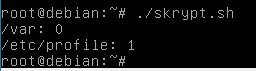 root@debian:~# ./skrypt.sh
/var: 0
/etc/profile: 1
root@debian:~#